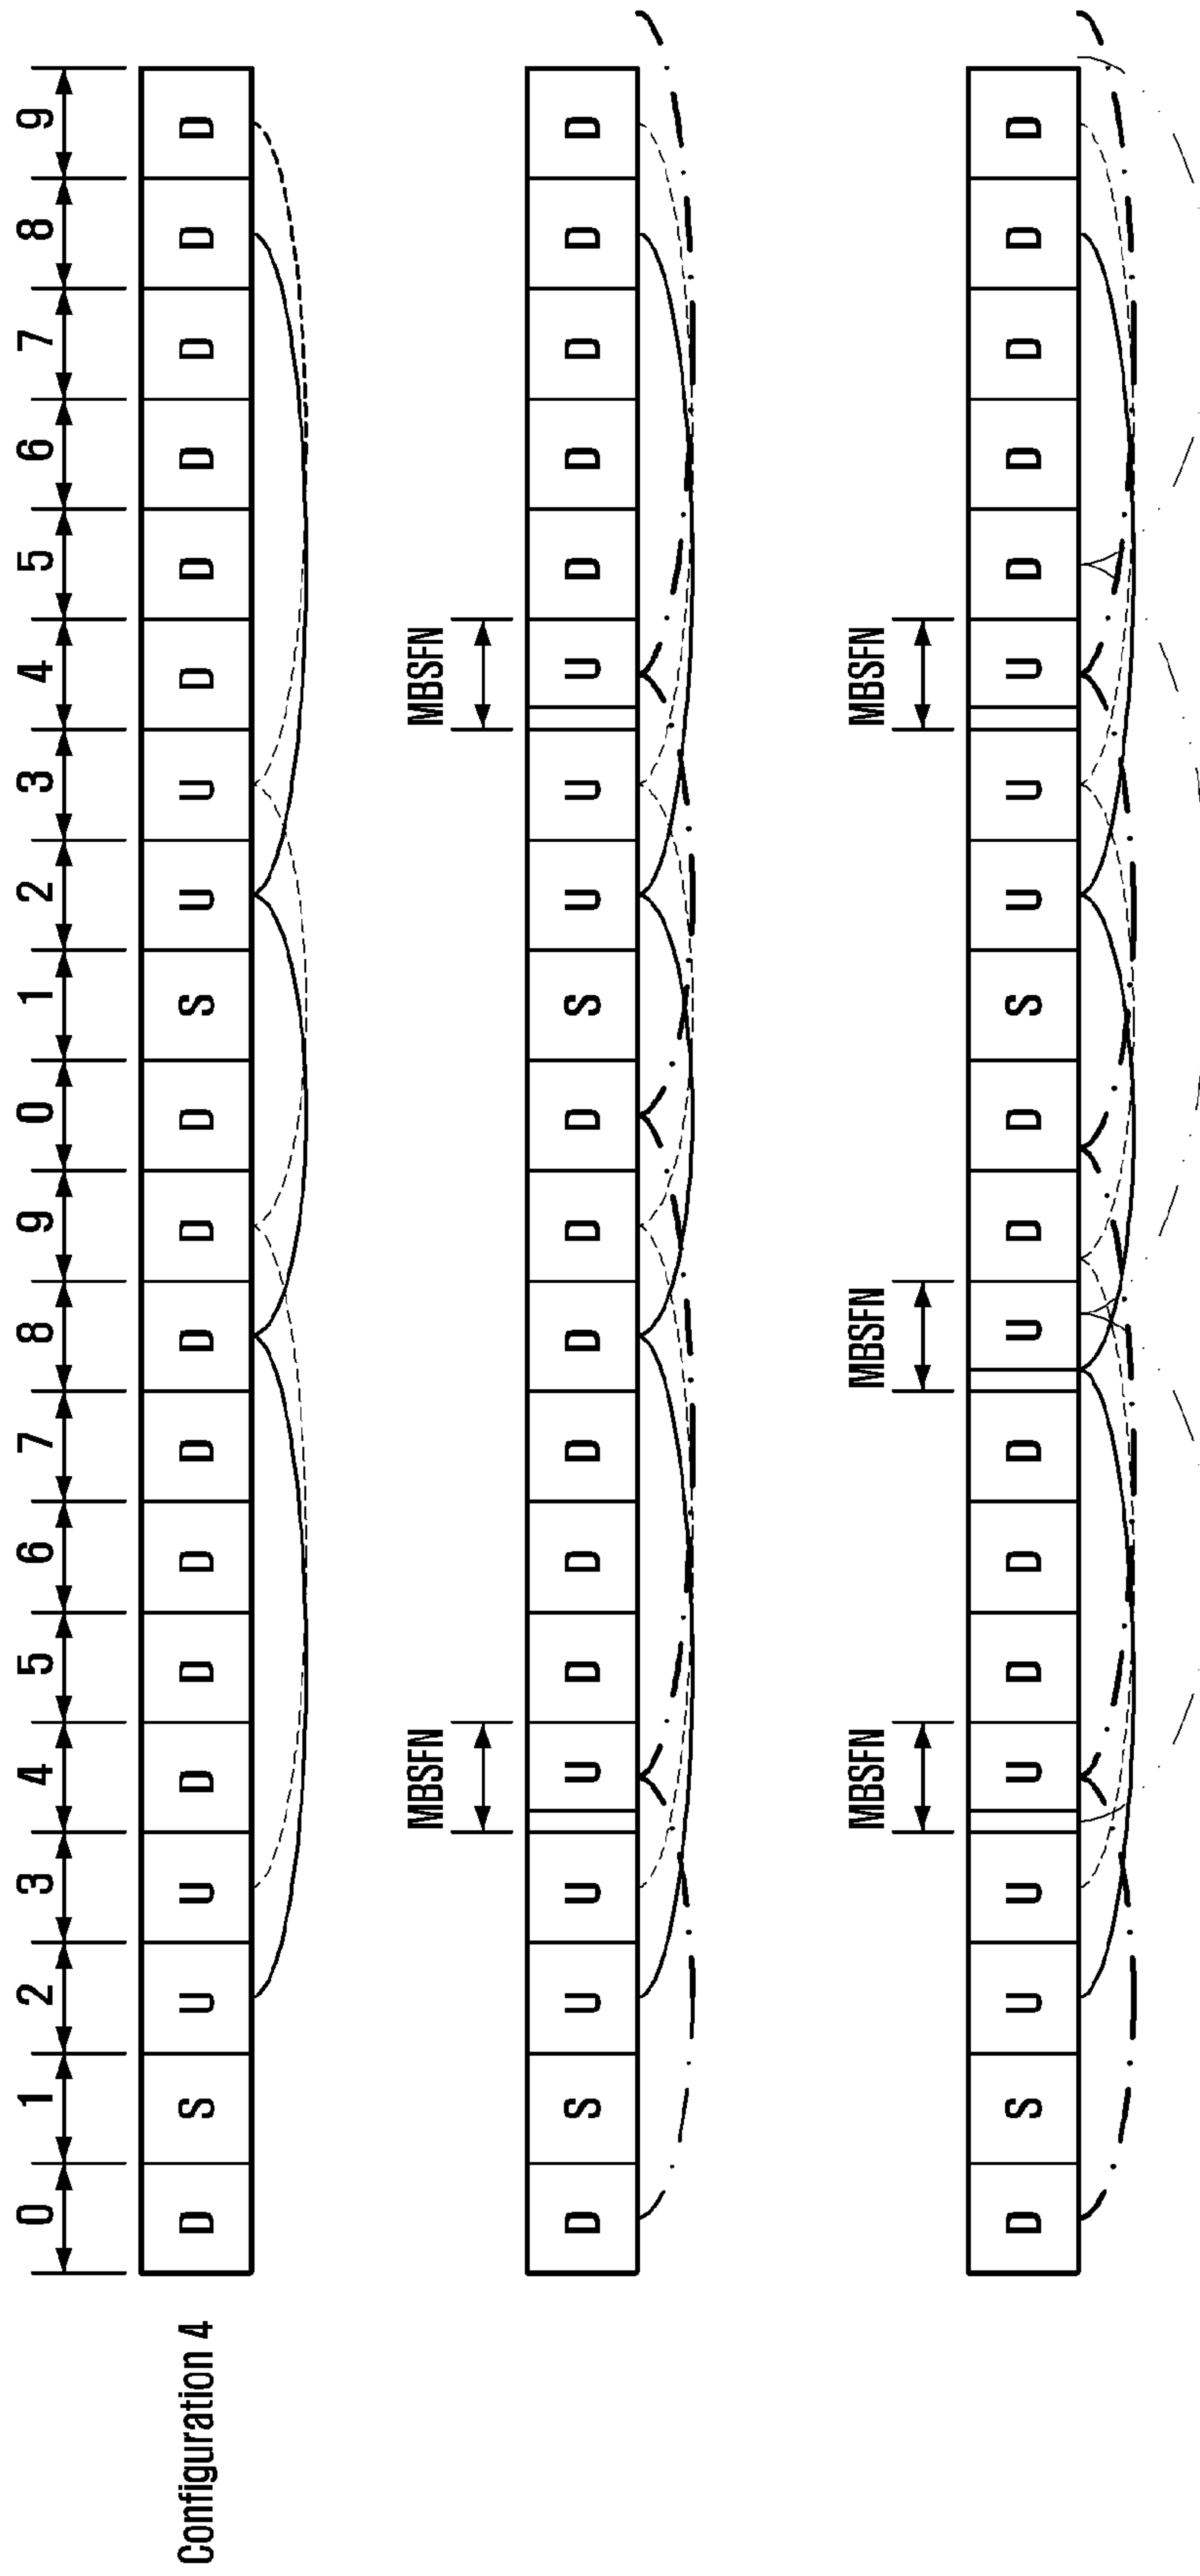 0 1 2 3 4 5 6 7 8 9 0 1 2 3 4 5 6 7 8 9
Configuration 4 D S U U D D D D D D D S U U D D D D D D
MBSFN MBSFN
D S U U U D D D D D D S U U U D D D D D
MBSFN MBSFN MBSFN
D S U U U D D D U D D S U U U D D D D D